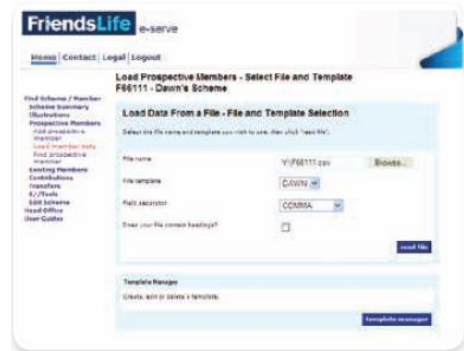 FriendsLife e-serve
Home | Contact | Legal | Logout
Load Prospective Members - Select File and Template
F66111 - Dawn's Scheme
Find Scheme / Member
Scheme Summary
Illustrations
Prospective Members
Add prospective
member
Load member data
Find prospective
member
Existing Members
Contributions
Transfers
E//Tools
Edit Scheme
Head Office
User Guides
Load Data From a File - File and Template Selection
Select the file name and template you wish to use, then click "read file".
File name
Y:\F66111.csv
Browse...
File template
DAWN
Field separator
COMMA
Does your file contain headings?
read file
Template Manager
Create, edit or delete a template.
template manager